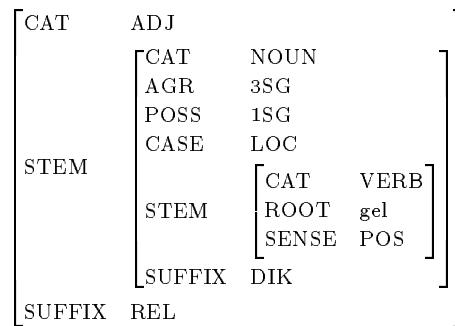 CAT ADJ
CAT NOUN
AGR 3SG
POSS 1SG
CASE LOC
STEM
CAT VERB
STEM ROOT gel
SENSE POS
SUFFIX DIK
SUFFIX REL